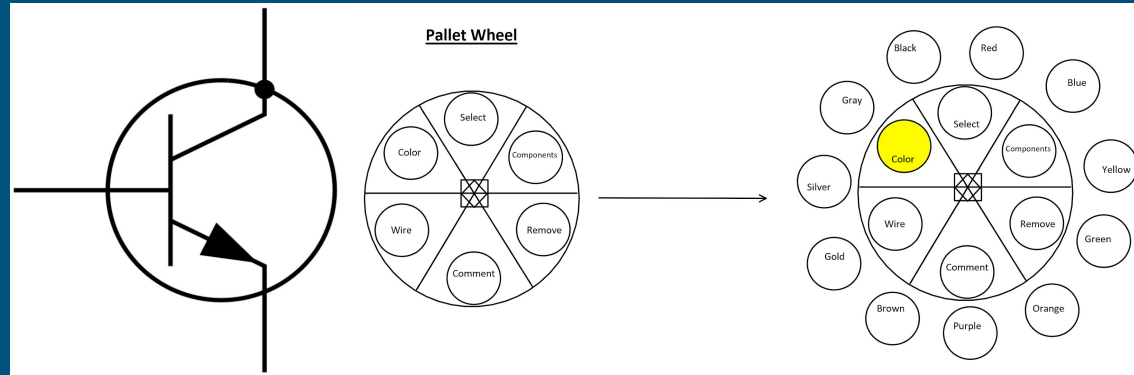 Pallet Wheel
Select
Color
Components
Wire
Remove
Comment
Black
Red
Blue
Gray
Select
Color
Components
Yellow
Silver
Wire
Remove
Green
Gold
Comment
Brown
Purple
Orange